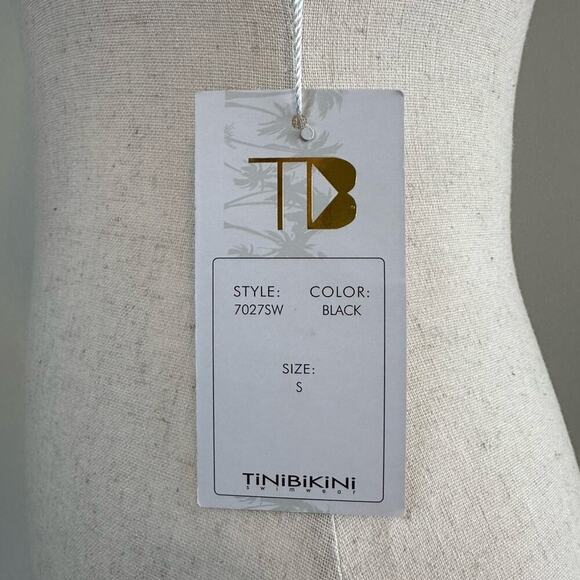 TB
STYLE: COLOR:
7027SW BLACK
SIZE:
S
TiNiBiKiNi
swimwear